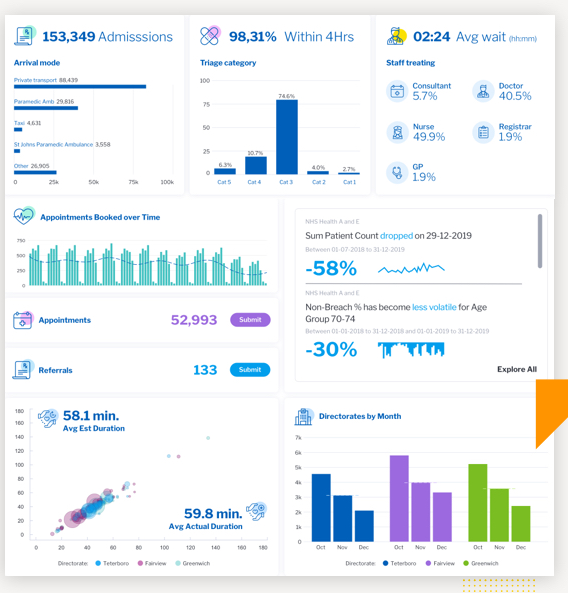 153,349 Admisssions
98,31% Within 4Hrs
02:24 Avg wait (hh:mm)
Arrival mode
Private transport 88,439
Paramedic Amb 29,816
Taxi 4,631
St Johns Paramedic Ambulance 3,558
Other 26,905
0 25k 50k 75k 100k
Triage category
100
75
50
25
0
6.3% 10.7% 74.6% 4.0% 2.7%
Cat 5 Cat 4 Cat 3 Cat 2 Cat 1
Staff treating
Consultant
5.7%
Doctor
40.5%
Nurse
49.9%
Registrar
1.9%
GP
1.9%
Appointments Booked over Time
750
500
250
0
Appointments 52,993 Submit
Referrals 133 Submit
NHS Health A and E
Sum Patient Count dropped on 29-12-2019
Between 01-07-2018 to 31-12-2019
-58%
NHS Health A and E
Non-Breach % has become less volatile for Age
Group 70-74
Between 01-01-2018 to 31-12-2018 and 01-01-2019 to 31-12-2019
-30%
Explore All
58.1 min.
Avg Est Duration
180
160
140
120
100
80
60
40
20
0
59.8 min.
Avg Actual Duration
0 20 40 60 80 100 120 140 160 180
Directorate: Teterboro Fairview Greenwich
Directorates by Month
7k
6k
5k
4k
3k
2k
1k
0
Oct Nov Dec Oct Nov Dec Oct Nov Dec
Directorate: Teterboro Fairview Greenwich